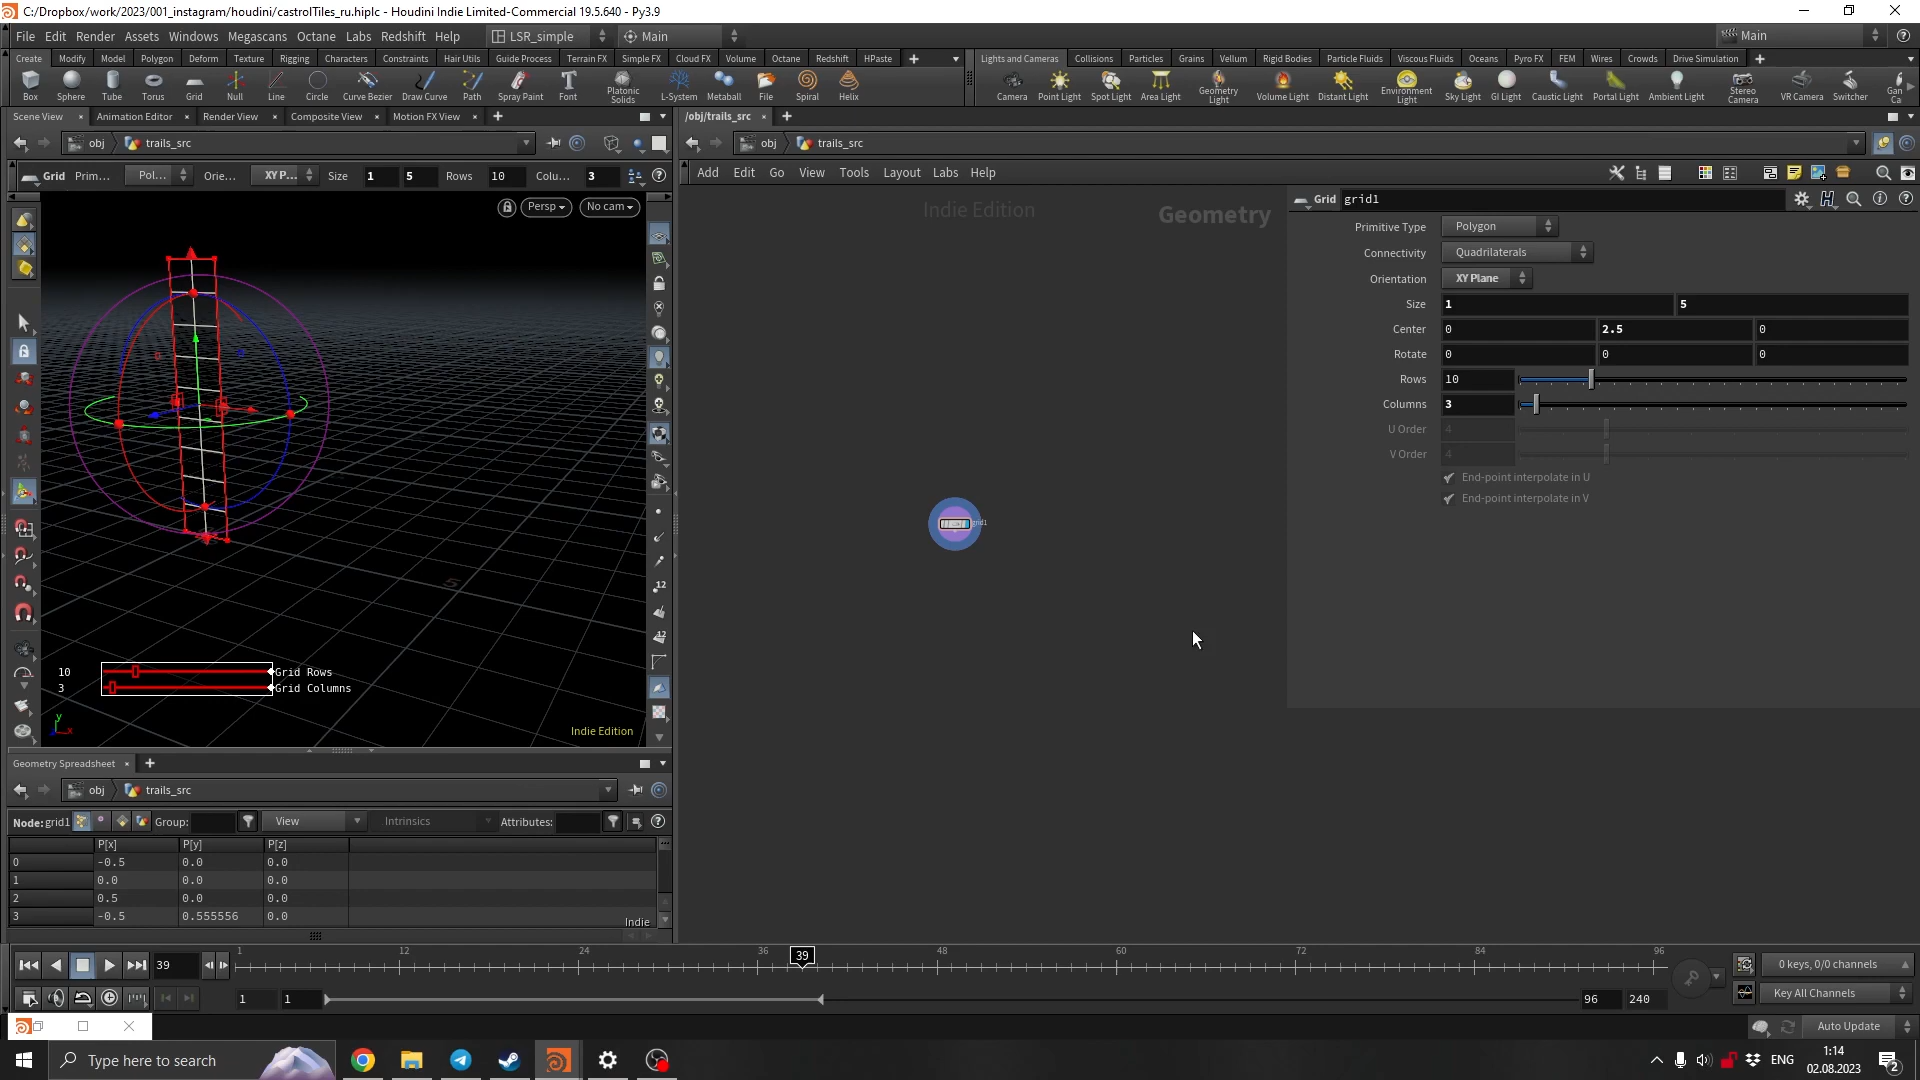 C:/Dropbox/work/2023/001_instagram/houdini/castrolTiles_ru.hiplc - Houdini Indie Limited-Commercial 19.5.640 - Py3.9
File Edit Render Assets Windows Megascans Octane Labs Redshift Help LSR_simple Main Main
Create Modify Model Polygon Deform Texture Rigging Characters Constraints Hair Utils Guide Process Terrain FX Simple FX Cloud FX Volume Octane Redshift HPaste
Lights and Cameras Collisions Particles Grains Vellum Rigid Bodies Particle Fluids Viscous Fluids Oceans Pyro FX FEM Wires Crowds Drive Simulation
Box Sphere Tube Torus Grid Null Line Circle Curve Bezier Draw Curve Path Spray Paint Font Platonic Solids L-System Metaball File Spiral Helix
Camera Point Light Spot Light Area Light Geometry Light Volume Light Distant Light Environment Light Sky Light GI Light Caustic Light Portal Light Ambient Light Stereo Camera VR Camera Switcher Gan Ca
Scene View Animation Editor Render View Composite View Motion FX View
/obj/trails_src
obj trails_src
obj trails_src
Grid Prim... Pol... Orie... XY P... Size 1 5 Rows 10 Colu... 3
Add Edit Go View Tools Layout Labs Help
Persp No cam
Indie Edition
Geometry
Grid grid1
Primitive Type Polygon
Connectivity Quadrilaterals
Orientation XY Plane
Size 1 5
Center 0 2.5 0
Rotate 0 0 0
Rows 10
Columns 3
U Order 4
V Order 4
End-point interpolate in U
End-point interpolate in V
grid1
5
12
12
10 Grid Rows
3 Grid Columns
y
x
Indie Edition
Geometry Spreadsheet
obj trails_src
Node: grid1 Group: View Intrinsics Attributes:
P[x] P[y] P[z]
0 -0.5 0.0 0.0
1 0.0 0.0 0.0
2 0.5 0.0 0.0
3 -0.5 0.555556 0.0
Indie
39
1 12 24 36 48 60 72 84 96
39
0 keys, 0/0 channels
1 1 96 240
Key All Channels
Auto Update
Type here to search
ENG
1:14
02.08.2023
2